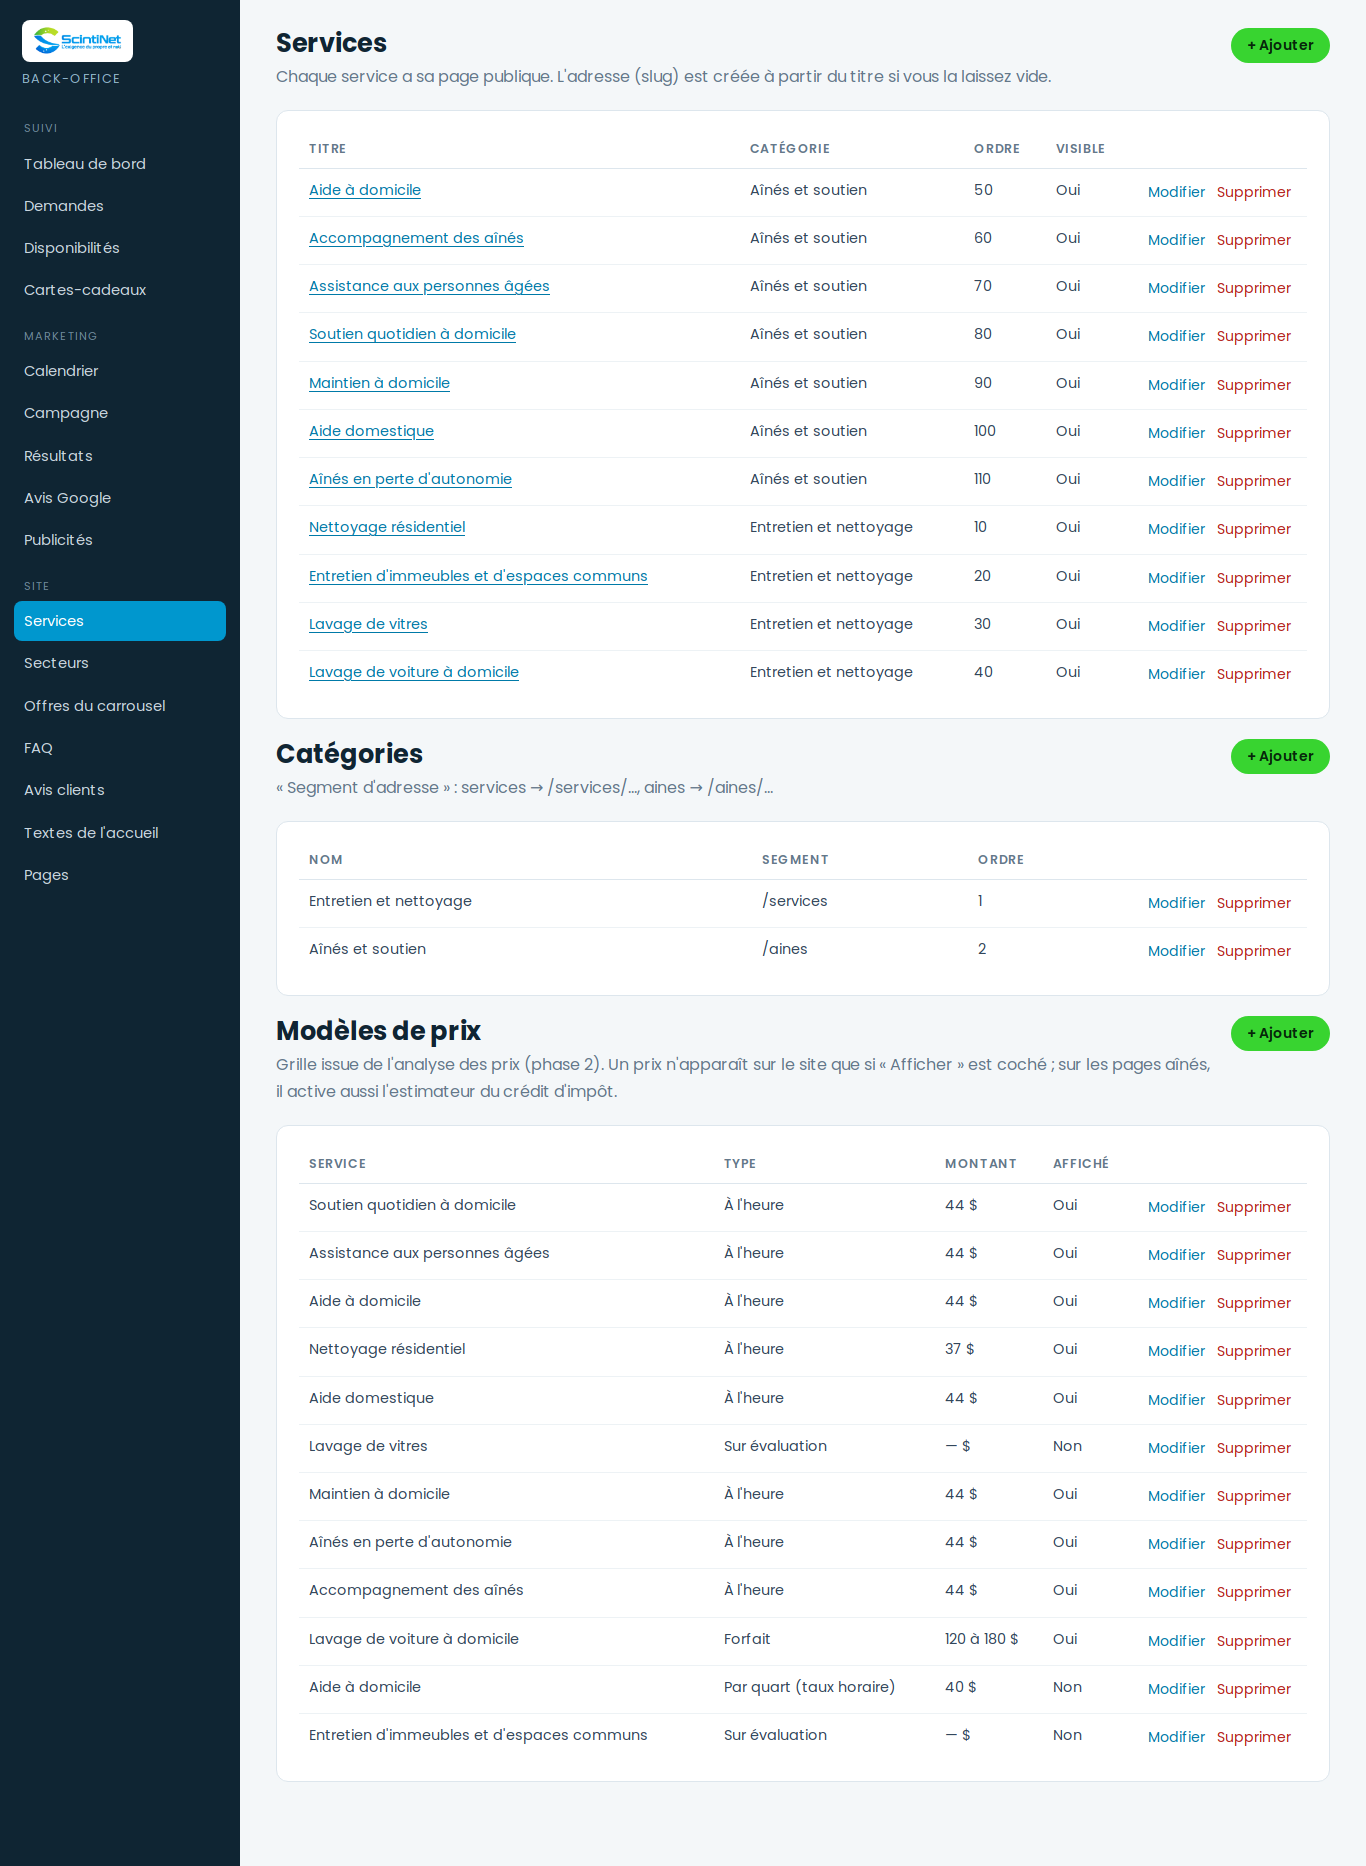 ScintiNet
L'exigence du propre et net
BACK-OFFICE
SUIVI
Tableau de bord
Demandes
Disponibilités
Cartes-cadeaux
MARKETING
Calendrier
Campagne
Résultats
Avis Google
Publicités
SITE
Services
Secteurs
Offres du carrousel
FAQ
Avis clients
Textes de l'accueil
Pages
Services
+ Ajouter
Chaque service a sa page publique. L'adresse (slug) est créée à partir du titre si vous la laissez vide.
TITRE CATÉGORIE ORDRE VISIBLE
Aide à domicile Aînés et soutien 50 Oui Modifier Supprimer
Accompagnement des aînés Aînés et soutien 60 Oui Modifier Supprimer
Assistance aux personnes âgées Aînés et soutien 70 Oui Modifier Supprimer
Soutien quotidien à domicile Aînés et soutien 80 Oui Modifier Supprimer
Maintien à domicile Aînés et soutien 90 Oui Modifier Supprimer
Aide domestique Aînés et soutien 100 Oui Modifier Supprimer
Aînés en perte d'autonomie Aînés et soutien 110 Oui Modifier Supprimer
Nettoyage résidentiel Entretien et nettoyage 10 Oui Modifier Supprimer
Entretien d'immeubles et d'espaces communs Entretien et nettoyage 20 Oui Modifier Supprimer
Lavage de vitres Entretien et nettoyage 30 Oui Modifier Supprimer
Lavage de voiture à domicile Entretien et nettoyage 40 Oui Modifier Supprimer
Catégories
+ Ajouter
« Segment d'adresse » : services → /services/…, aines → /aines/…
NOM SEGMENT ORDRE
Entretien et nettoyage /services 1 Modifier Supprimer
Aînés et soutien /aines 2 Modifier Supprimer
Modèles de prix
+ Ajouter
Grille issue de l'analyse des prix (phase 2). Un prix n'apparaît sur le site que si « Afficher » est coché ; sur les pages aînés,
il active aussi l'estimateur du crédit d'impôt.
SERVICE TYPE MONTANT AFFICHÉ
Soutien quotidien à domicile À l'heure 44 $ Oui Modifier Supprimer
Assistance aux personnes âgées À l'heure 44 $ Oui Modifier Supprimer
Aide à domicile À l'heure 44 $ Oui Modifier Supprimer
Nettoyage résidentiel À l'heure 37 $ Oui Modifier Supprimer
Aide domestique À l'heure 44 $ Oui Modifier Supprimer
Lavage de vitres Sur évaluation — $ Non Modifier Supprimer
Maintien à domicile À l'heure 44 $ Oui Modifier Supprimer
Aînés en perte d'autonomie À l'heure 44 $ Oui Modifier Supprimer
Accompagnement des aînés À l'heure 44 $ Oui Modifier Supprimer
Lavage de voiture à domicile Forfait 120 à 180 $ Oui Modifier Supprimer
Aide à domicile Par quart (taux horaire) 40 $ Non Modifier Supprimer
Entretien d'immeubles et d'espaces communs Sur évaluation — $ Non Modifier Supprimer